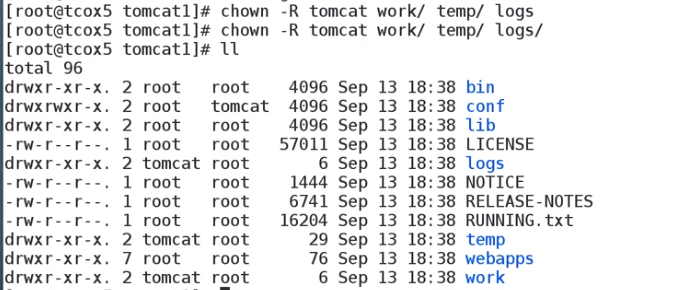 [root@tcox5 tomcat1]# chown -R tomcat work/ temp/ logs
[root@tcox5 tomcat1]# chown -R tomcat work/ temp/ logs/
[root@tcox5 tomcat1]# ll
total 96
drwxr-xr-x. 2 root   root    4096 Sep 13 18:38 bin
drwxrwxr-x. 2 root   tomcat  4096 Sep 13 18:38 conf
drwxr-xr-x. 2 root   root    4096 Sep 13 18:38 lib
-rw-r--r--. 1 root   root   57011 Sep 13 18:38 LICENSE
drwxr-xr-x. 2 tomcat root       6 Sep 13 18:38 logs
-rw-r--r--. 1 root   root    1444 Sep 13 18:38 NOTICE
-rw-r--r--. 1 root   root    6741 Sep 13 18:38 RELEASE-NOTES
-rw-r--r--. 1 root   root   16204 Sep 13 18:38 RUNNING.txt
drwxr-xr-x. 2 tomcat root      29 Sep 13 18:38 temp
drwxr-xr-x. 7 root   root      76 Sep 13 18:38 webapps
drwxr-xr-x. 2 tomcat root       6 Sep 13 18:38 work